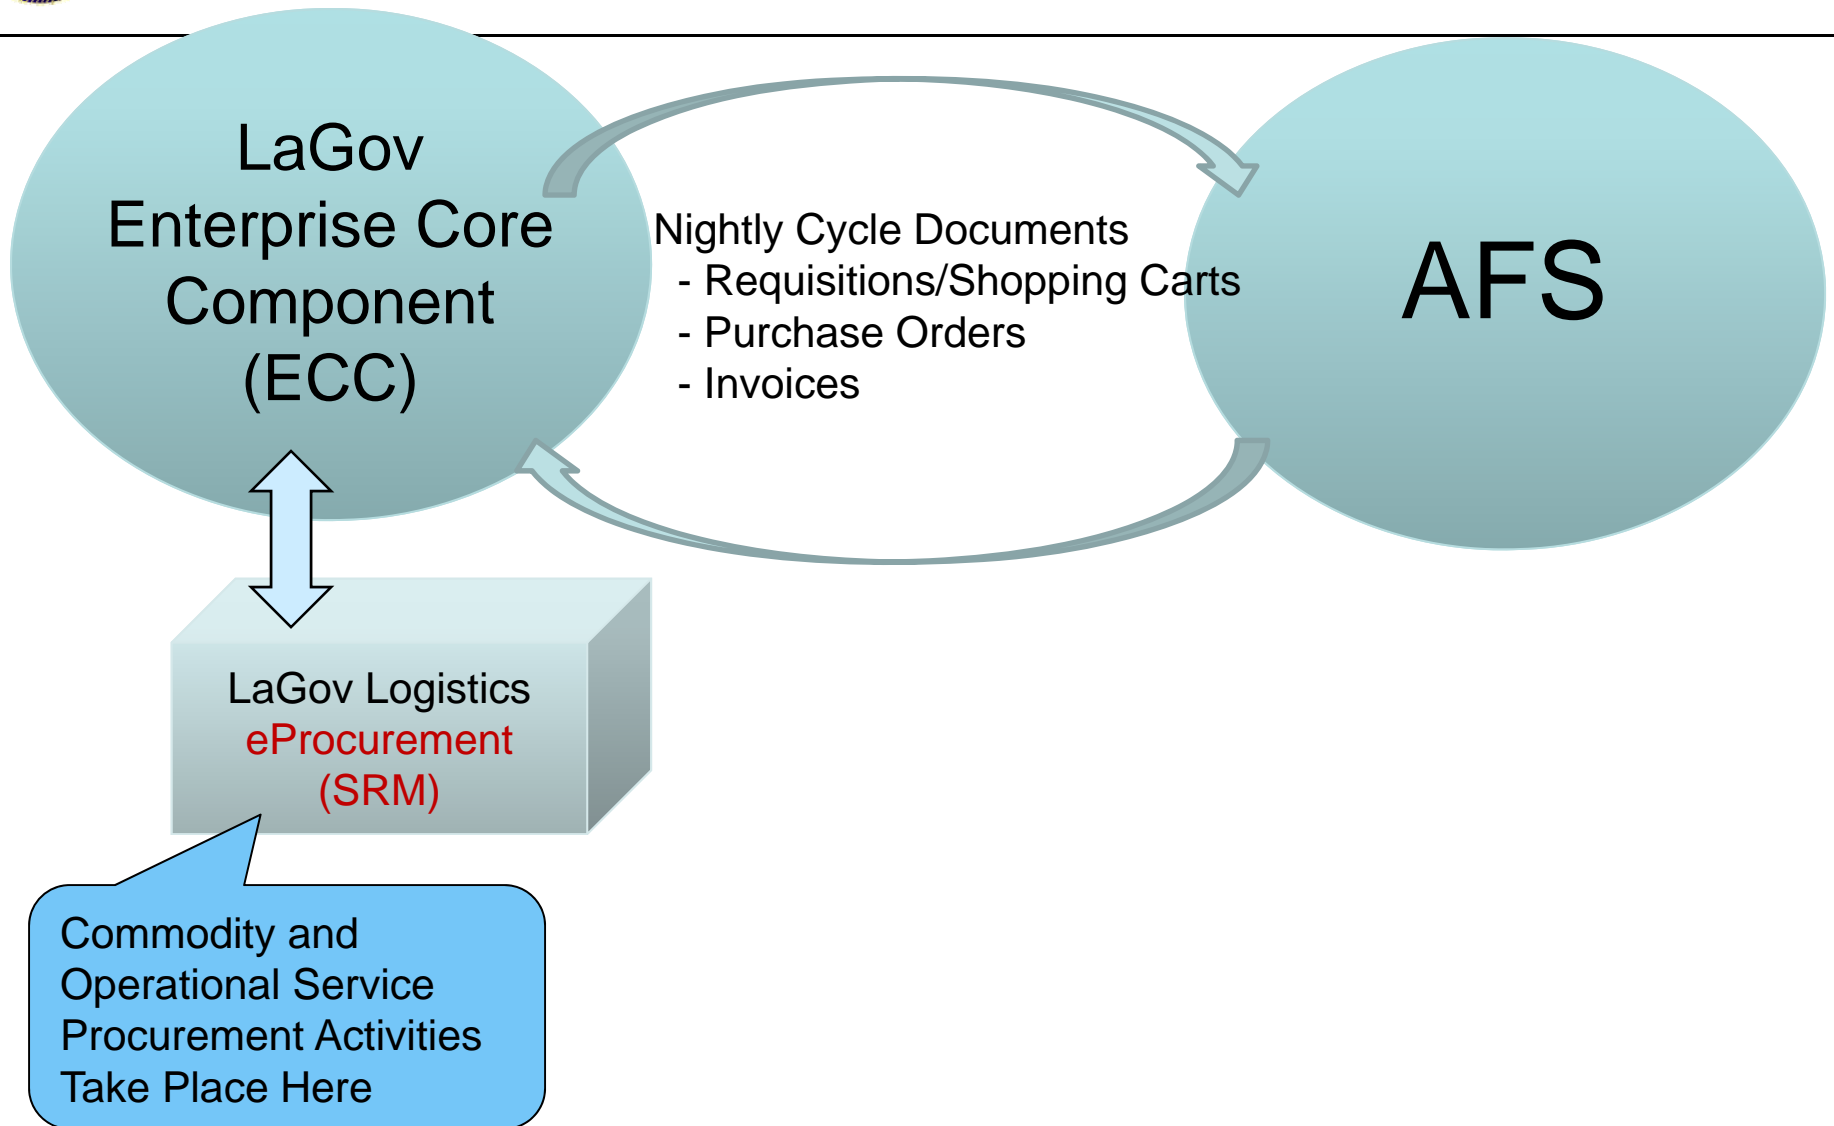 LaGov
Enterprise Core
Component
(ECC)
Nightly Cycle Documents
- Requisitions/Shopping Carts
- Purchase Orders
- Invoices
AFS
LaGov Logistics
eProcurement
(SRM)
Commodity and
Operational Service
Procurement Activities
Take Place Here